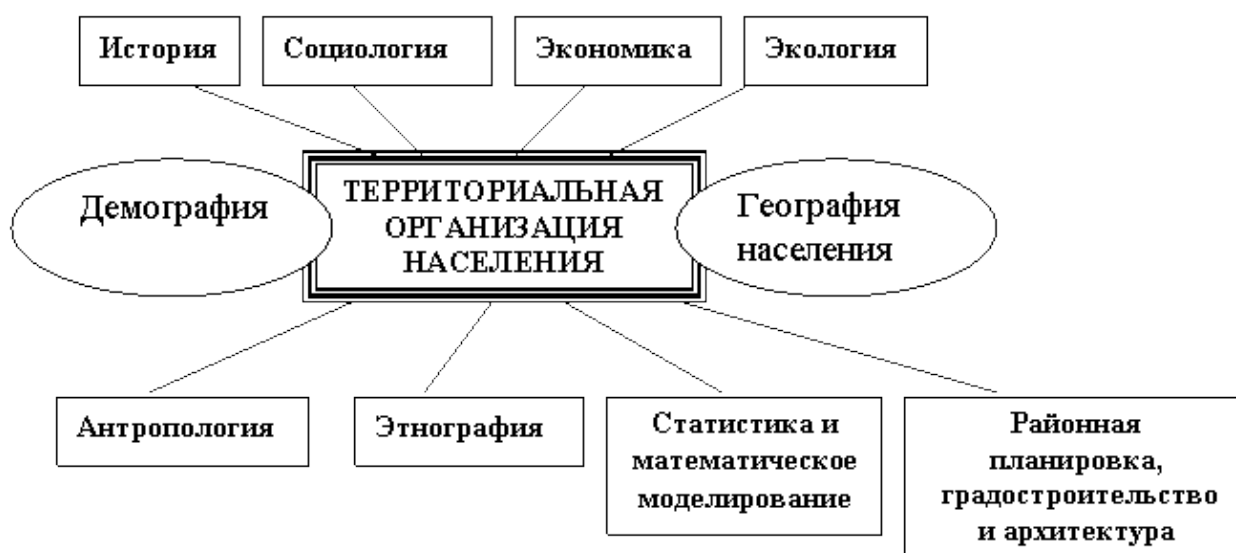 История
Социология
Экономика
Экология
Демография
ТЕРРИТОРИАЛЬНАЯ
ОРГАНИЗАЦИЯ
НАСЕЛЕНИЯ
География
населения
Антропология
Этнография
Статистика и
математическое
моделирование
Районная
планировка,
градостроительство
и архитектура